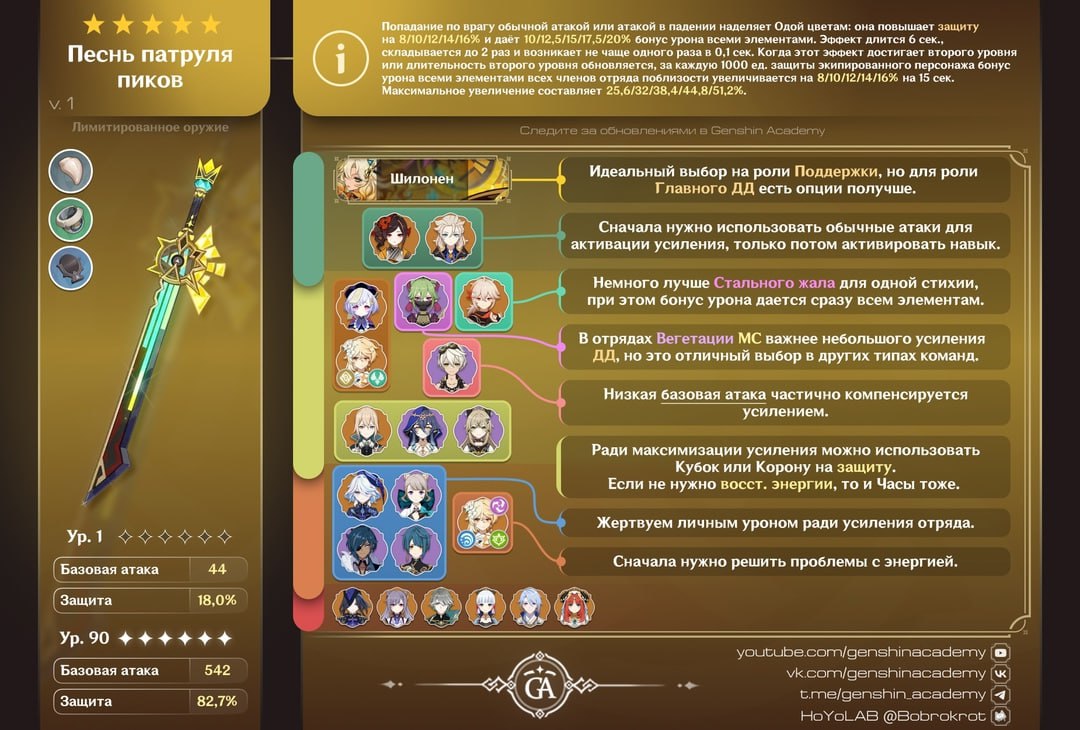 Песнь патруля
пиков
v. 1
Лимитированное оружие
Попадание по врагу обычной атакой или атакой в падении наделяет Одой цветам: она повышает защиту
на 8/10/12/14/16% и даёт 10/12,5/15/17,5/20% бонус урона всеми элементами. Эффект длится 6 сек.,
складывается до 2 раз и возникает не чаще одного раза в 0,1 сек. Когда этот эффект достигает второго уровня
или длительность второго уровня обновляется, за каждую 1000 ед. защиты экипированного персонажа бонус
урона всеми элементами всех членов отряда поблизости увеличивается на 8/10/12/14/16% на 15 сек.
Максимальное увеличение составляет 25,6/32/38,4/44,8/51,2%.
Следите за обновлениями в Genshin Academy
Шилонен
Идеальный выбор на роли Поддержки, но для роли
Главного ДД есть опции получше.
Сначала нужно использовать обычные атаки для
активации усиления, только потом активировать навык.
Немного лучше Стального жала для одной стихии,
при этом бонус урона дается сразу всем элементам.
В отрядах Вегетации МС важнее небольшого усиления
ДД, но это отличный выбор в других типах команд.
Низкая базовая атака частично компенсируется
усилением.
Ради максимизации усиления можно использовать
Кубок или Корону на защиту.
Если не нужно восст. энергии, то и Часы тоже.
Жертвуем личным уроном ради усиления отряда.
Сначала нужно решить проблемы с энергией.
Ур. 1
Базовая атака 44
Защита 18,0%
Ур. 90
Базовая атака 542
Защита 82,7%
GA
youtube.com/genshinacademy
vk.com/genshinacademy
t.me/genshin_academy
HoYoLAB @Bobrokrot